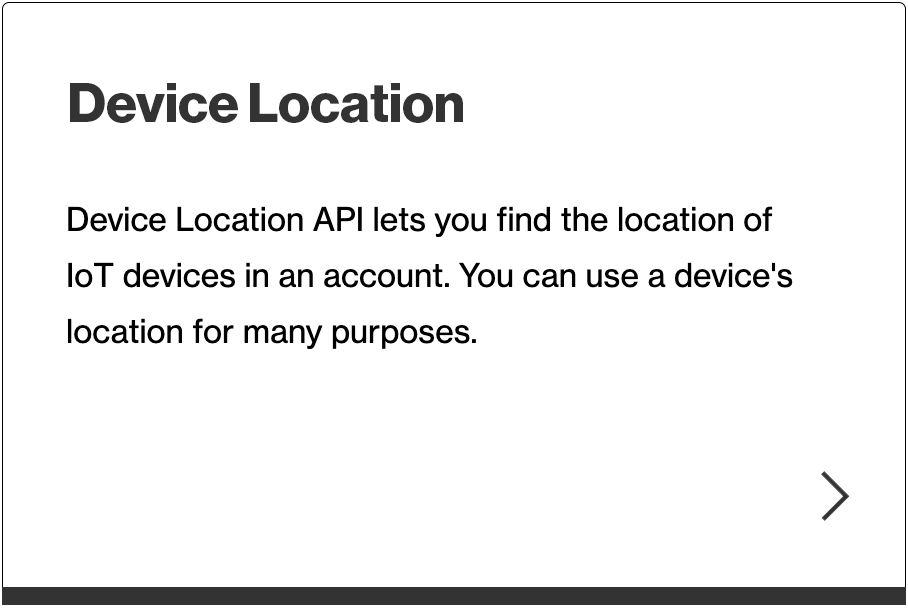 Device Location
Device Location API lets you find the location of
IoT devices in an account. You can use a device's
location for many purposes.